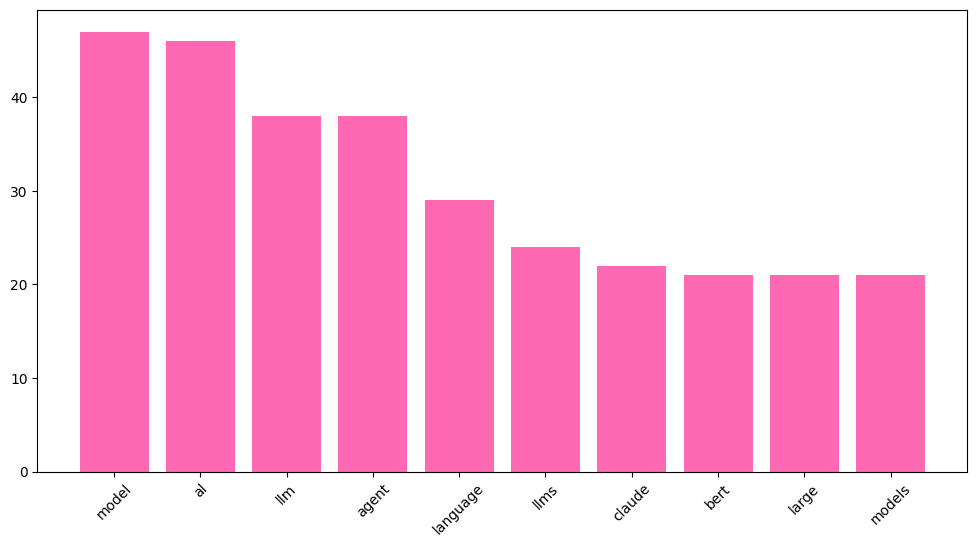 40
30
20
10
0
model
al
llm
agent
language
llms
claude
bert
large
models